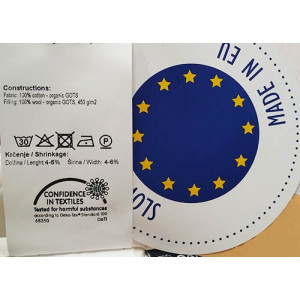 Constructions:
Fabric: 100% cotton - organic GOTS
Filling: 100% wool - organic GOTS, 450 g/m2
30
P
Krčenje / Shrinkage:
Dolžina / Lenght 4-6% Širina / Width: 4-6%
CONFIDENCE
IN TEXTILES
Tested for harmful substances
according to Oeko-Tex® Standard 100
DeTI
MADE IN EU
SLO